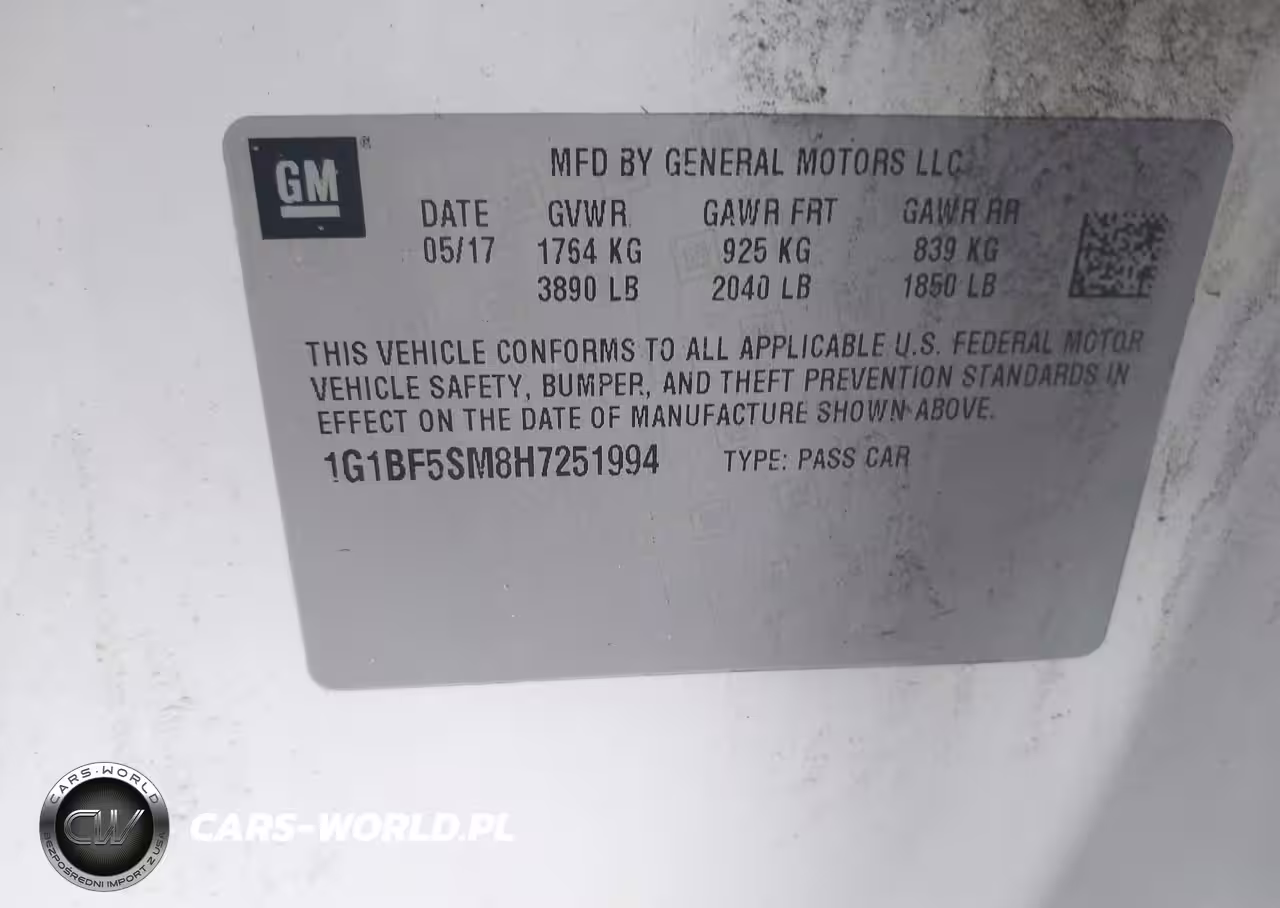 GM ®
MFD BY GENERAL MOTORS LLC
DATE GVWR GAWR FRT GAWR RR
05/17 1764 KG 925 KG 839 KG
3890 LB 2040 LB 1850 LB
THIS VEHICLE CONFORMS TO ALL APPLICABLE U.S. FEDERAL MOTOR
VEHICLE SAFETY, BUMPER, AND THEFT PREVENTION STANDARDS IN
EFFECT ON THE DATE OF MANUFACTURE SHOWN ABOVE.
1G1BF5SM8H7251994 TYPE: PASS CAR
CARS-WORLD
CW
BEZPOŚREDNI IMPORT Z USA
CARS-WORLD.PL